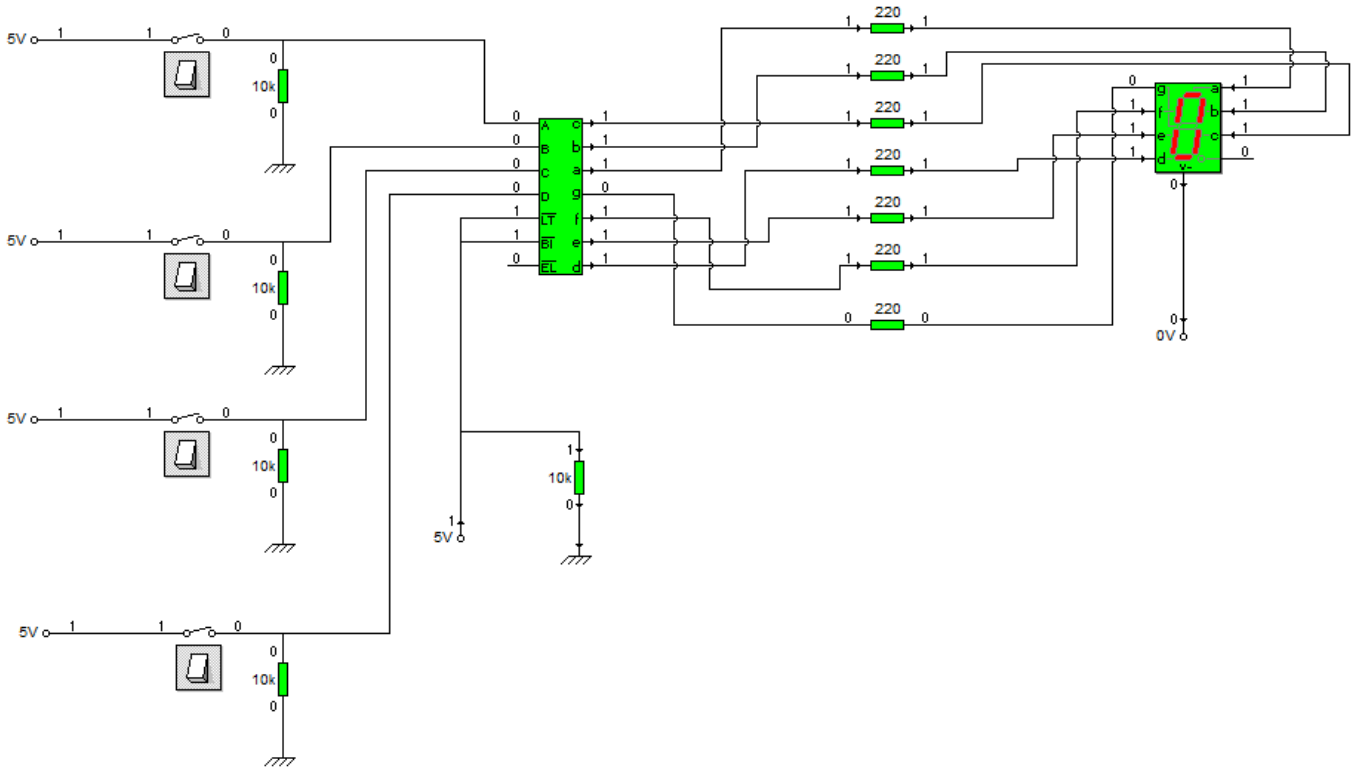 220
1 1
5V 1 1 0
0
10k
0
220
1 1
0 g a 1
220
1 1
1 f b 1
0 A c 1
1 e c 1
0 B b 1
1 d 0
220
1 1
V-
0
0 C a 1
0 D g 0
220
1 1
1 LT f 1
5V 1 1 0
1 BI e 1
0 EL d 1
0
10k
0
220
1 1
220
0 0
0
0V
5V 1 1 0
0
10k
0
1
10k
0
1
5V
5V 1 1 0
0
10k
0